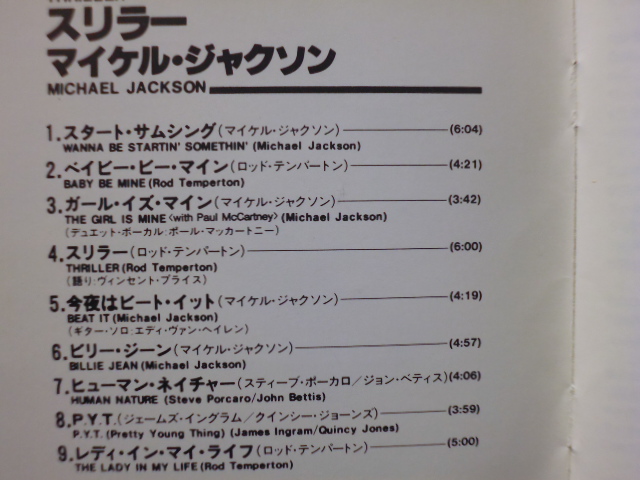 スリラー
マイケル・ジャクソン
MICHAEL JACKSON
1.スタート・サムシング(マイケル・ジャクソン) (6:04)
WANNA BE STARTIN' SOMETHIN' (Michael Jackson)
2.ベイビー・ビー・マイン(ロッド・テンパートン) (4:21)
BABY BE MINE (Rod Temperton)
3.ガール・イズ・マイン(マイケル・ジャクソン) (3:42)
THE GIRL IS MINE <with Paul McCartney> (Michael Jackson)
(デュエット・ボーカル:ポール・マッカートニー)
4.スリラー(ロッド・テンパートン) (6:00)
THRILLER (Rod Temperton)
(語り:ヴィンセント・プライス)
5.今夜はビート・イット(マイケル・ジャクソン) (4:19)
BEAT IT (Michael Jackson)
(ギター・ソロ:エディ・ヴァン・ヘイレン)
6.ビリー・ジーン(マイケル・ジャクソン) (4:57)
BILLIE JEAN (Michael Jackson)
7.ヒューマン・ネイチャー(スティーブ・ポーカロ/ジョン・ベティス) (4:06)
HUMAN NATURE (Steve Porcaro/John Bettis)
8.P.Y.T.(ジェームズ・イングラム/クインシー・ジョーンズ) (3:59)
P.Y.T. (Pretty Young Thing) (James Ingram/Quincy Jones)
9.レディ・イン・マイ・ライフ(ロッド・テンパートン) (5:00)
THE LADY IN MY LIFE (Rod Temperton)